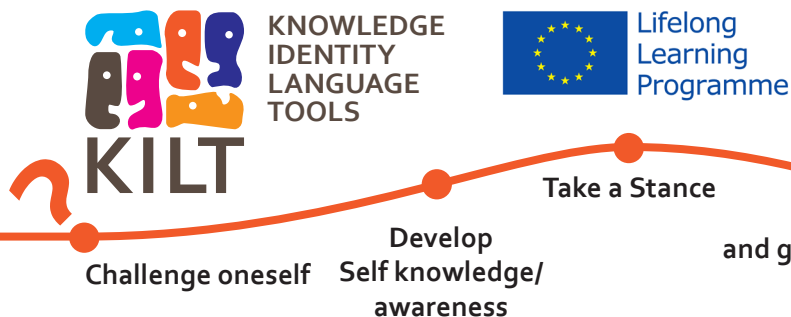 KNOWLEDGE
IDENTITY
LANGUAGE
TOOLS
KILT
Lifelong
Learning
Programme
?
Challenge oneself
Develop
Self knowledge/
awareness
Take a Stance
and g